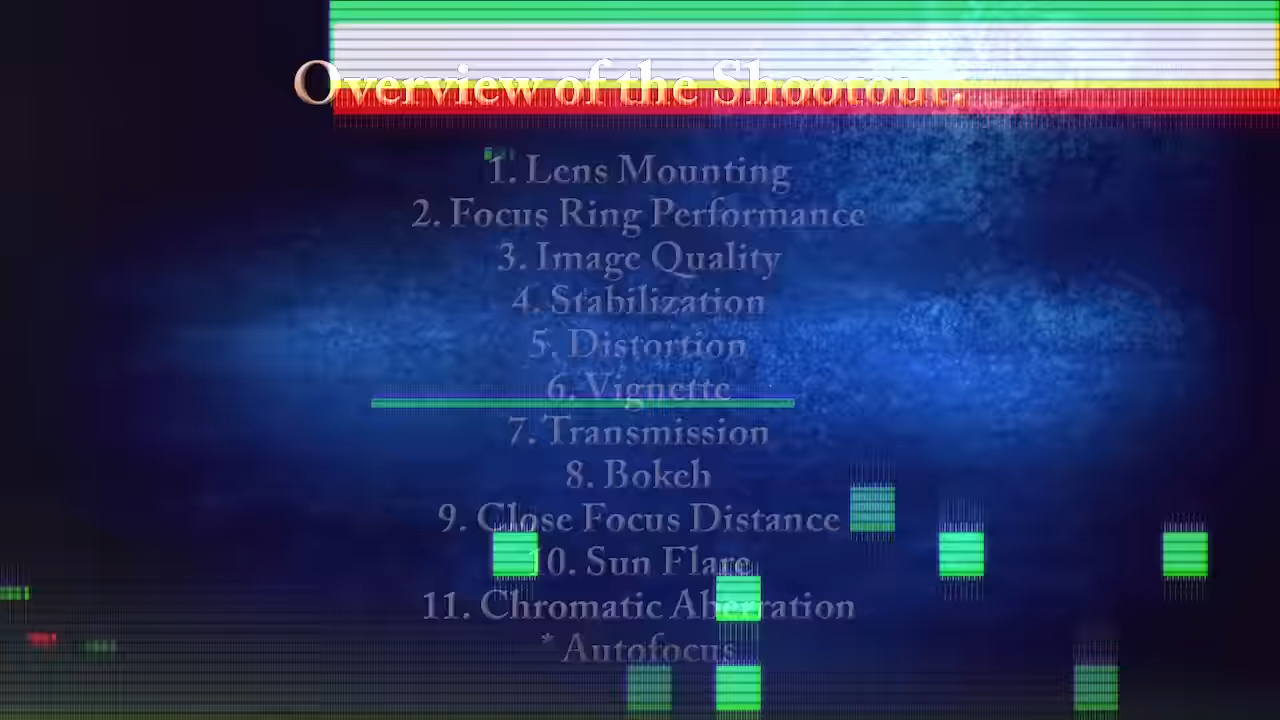 Overview of the Shootout.
1. Lens Mounting
2. Focus Ring Performance
3. Image Quality
4. Stabilization
5. Distortion
6. Vignette
7. Transmission
8. Bokeh
9. Close Focus Distance
10. Sun Flare
11. Chromatic Aberration
* Autofocus